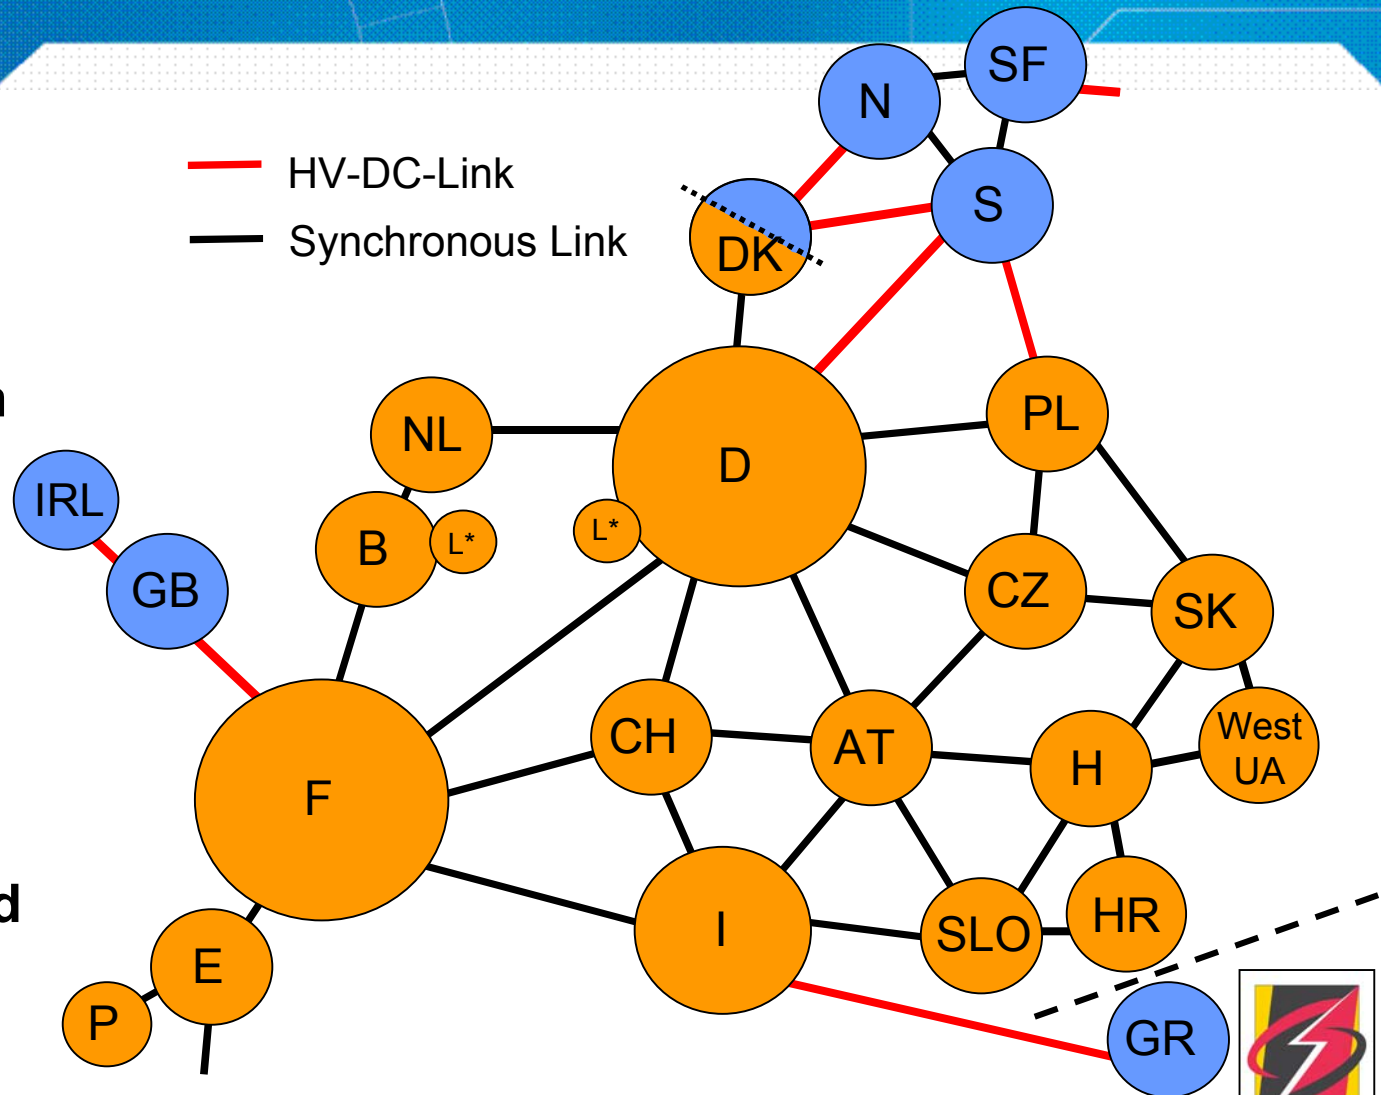 SF
N
HV-DC-Link
S
Synchronous Link
DK
NL
PL
D
IRL
B
L*
L*
GB
CZ
SK
CH
AT
H
West
UA
F
I
SLO
HR
E
P
GR